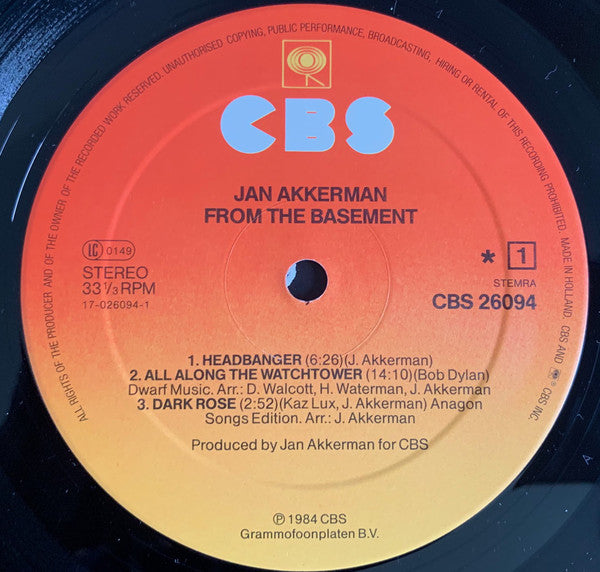 ALL RIGHTS OF THE PRODUCER AND OF THE OWNER OF THE RECORDED WORK RESERVED. UNAUTHORISED COPYING, PUBLIC PERFORMANCE, BROADCASTING, HIRING OR RENTAL OF THIS RECORDING PROHIBITED. MADE IN HOLLAND. CBS AND ℗® CBS INC.
CBS
JAN AKKERMAN
FROM THE BASEMENT
LC 0149
STEREO
33⅓ RPM
17-026094-1
* 1
STEMRA
CBS 26094
1. HEADBANGER (6:26)(J. Akkerman)
2. ALL ALONG THE WATCHTOWER (14:10)(Bob Dylan)
Dwarf Music. Arr.: D. Walcott, H. Waterman, J. Akkerman
3. DARK ROSE (2:52)(Kaz Lux, J. Akkerman) Anagon
Songs Edition. Arr.: J. Akkerman
Produced by Jan Akkerman for CBS
℗ 1984 CBS
Grammofoonplaten B.V.
A